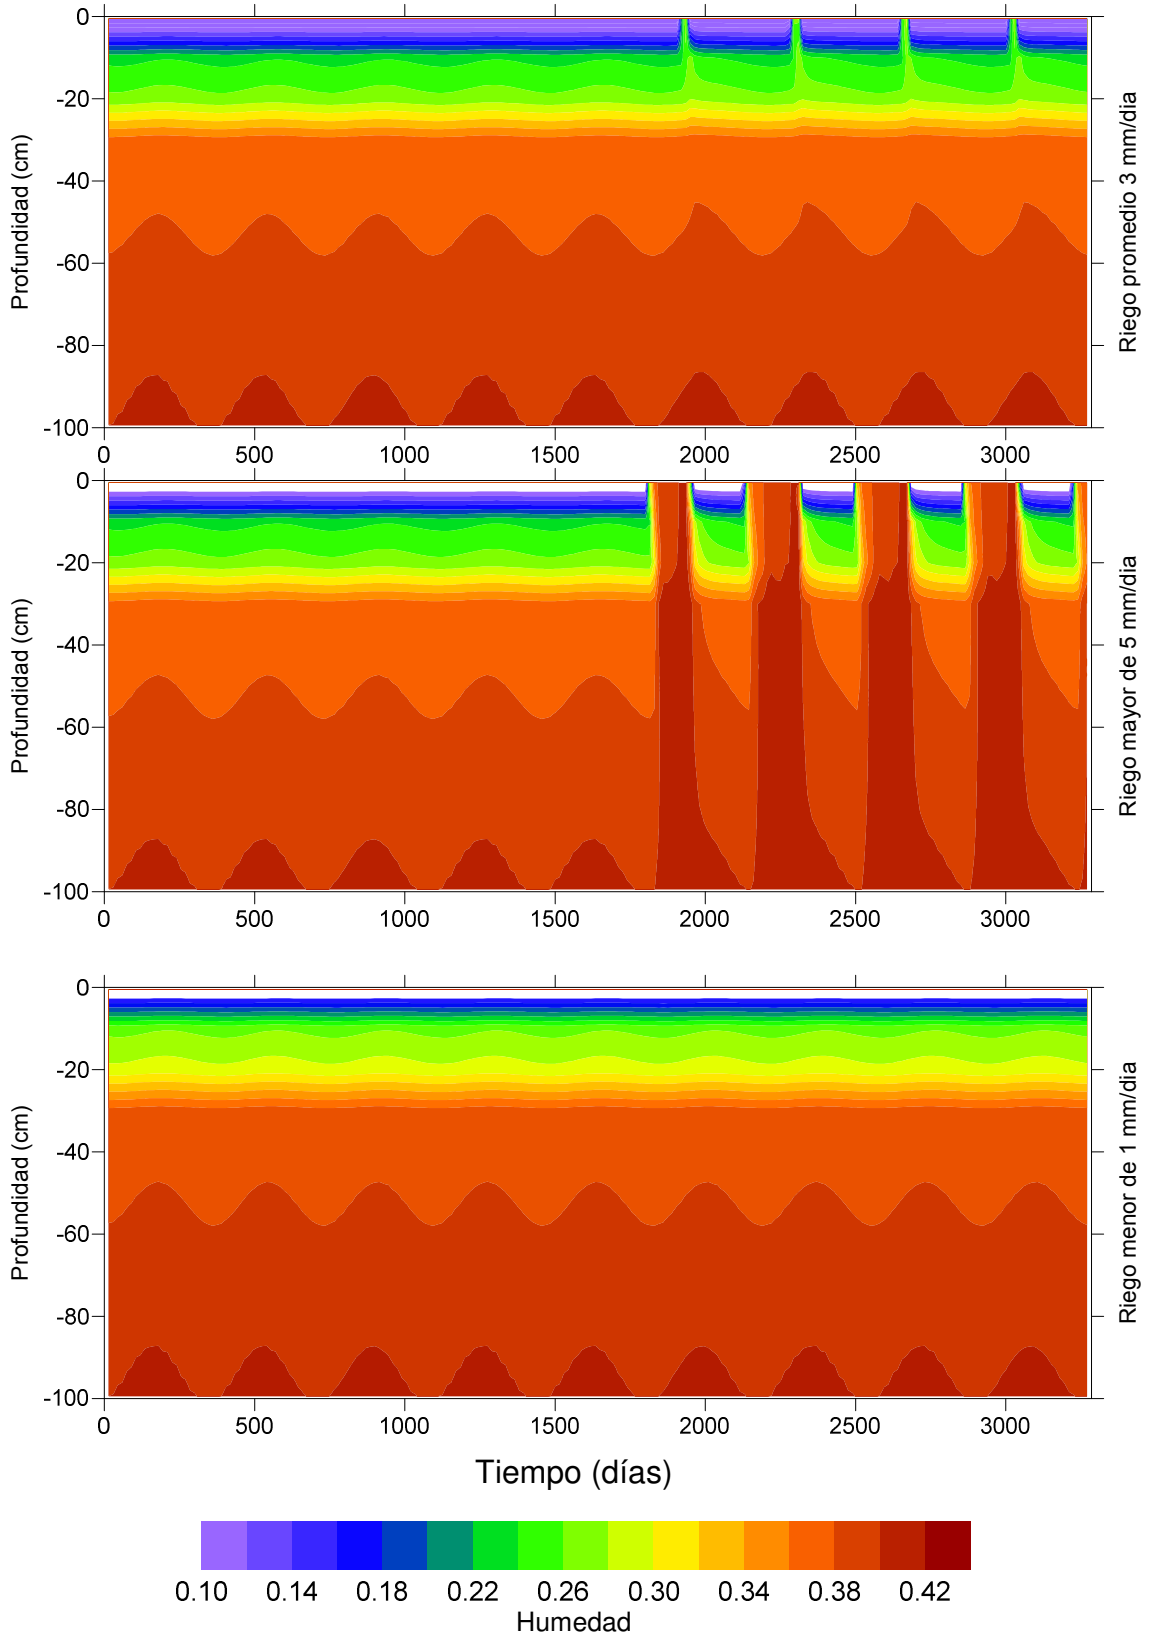 0
-20
-40
-60
-80
-100
Profundidad (cm)
Riego promedio 3 mm/dia
0 500 1000 1500 2000 2500 3000
0
-20
-40
-60
-80
-100
Profundidad (cm)
Riego mayor de 5 mm/dia
0 500 1000 1500 2000 2500 3000
0
-20
-40
-60
-80
-100
Profundidad (cm)
Riego menor de 1 mm/dia
0 500 1000 1500 2000 2500 3000
Tiempo (días)
0.10 0.14 0.18 0.22 0.26 0.30 0.34 0.38 0.42
Humedad